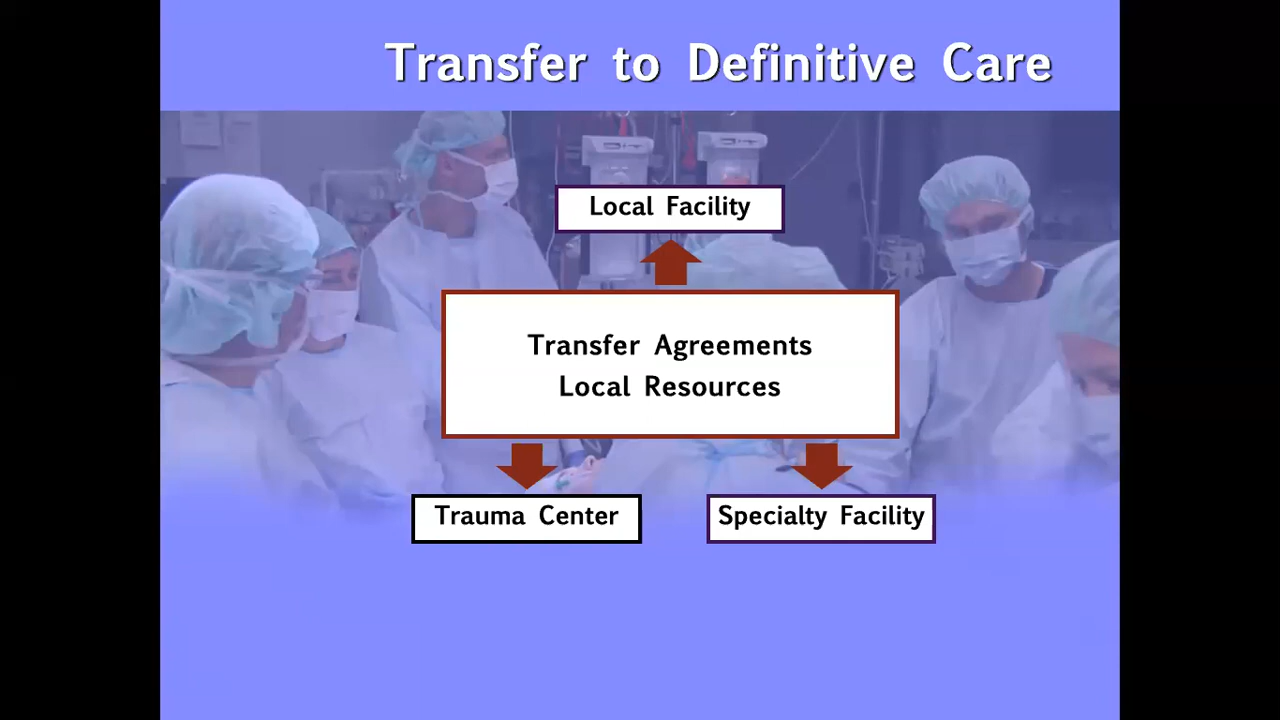 Transfer to Definitive Care
Local Facility
Transfer Agreements
Local Resources
Trauma Center
Specialty Facility